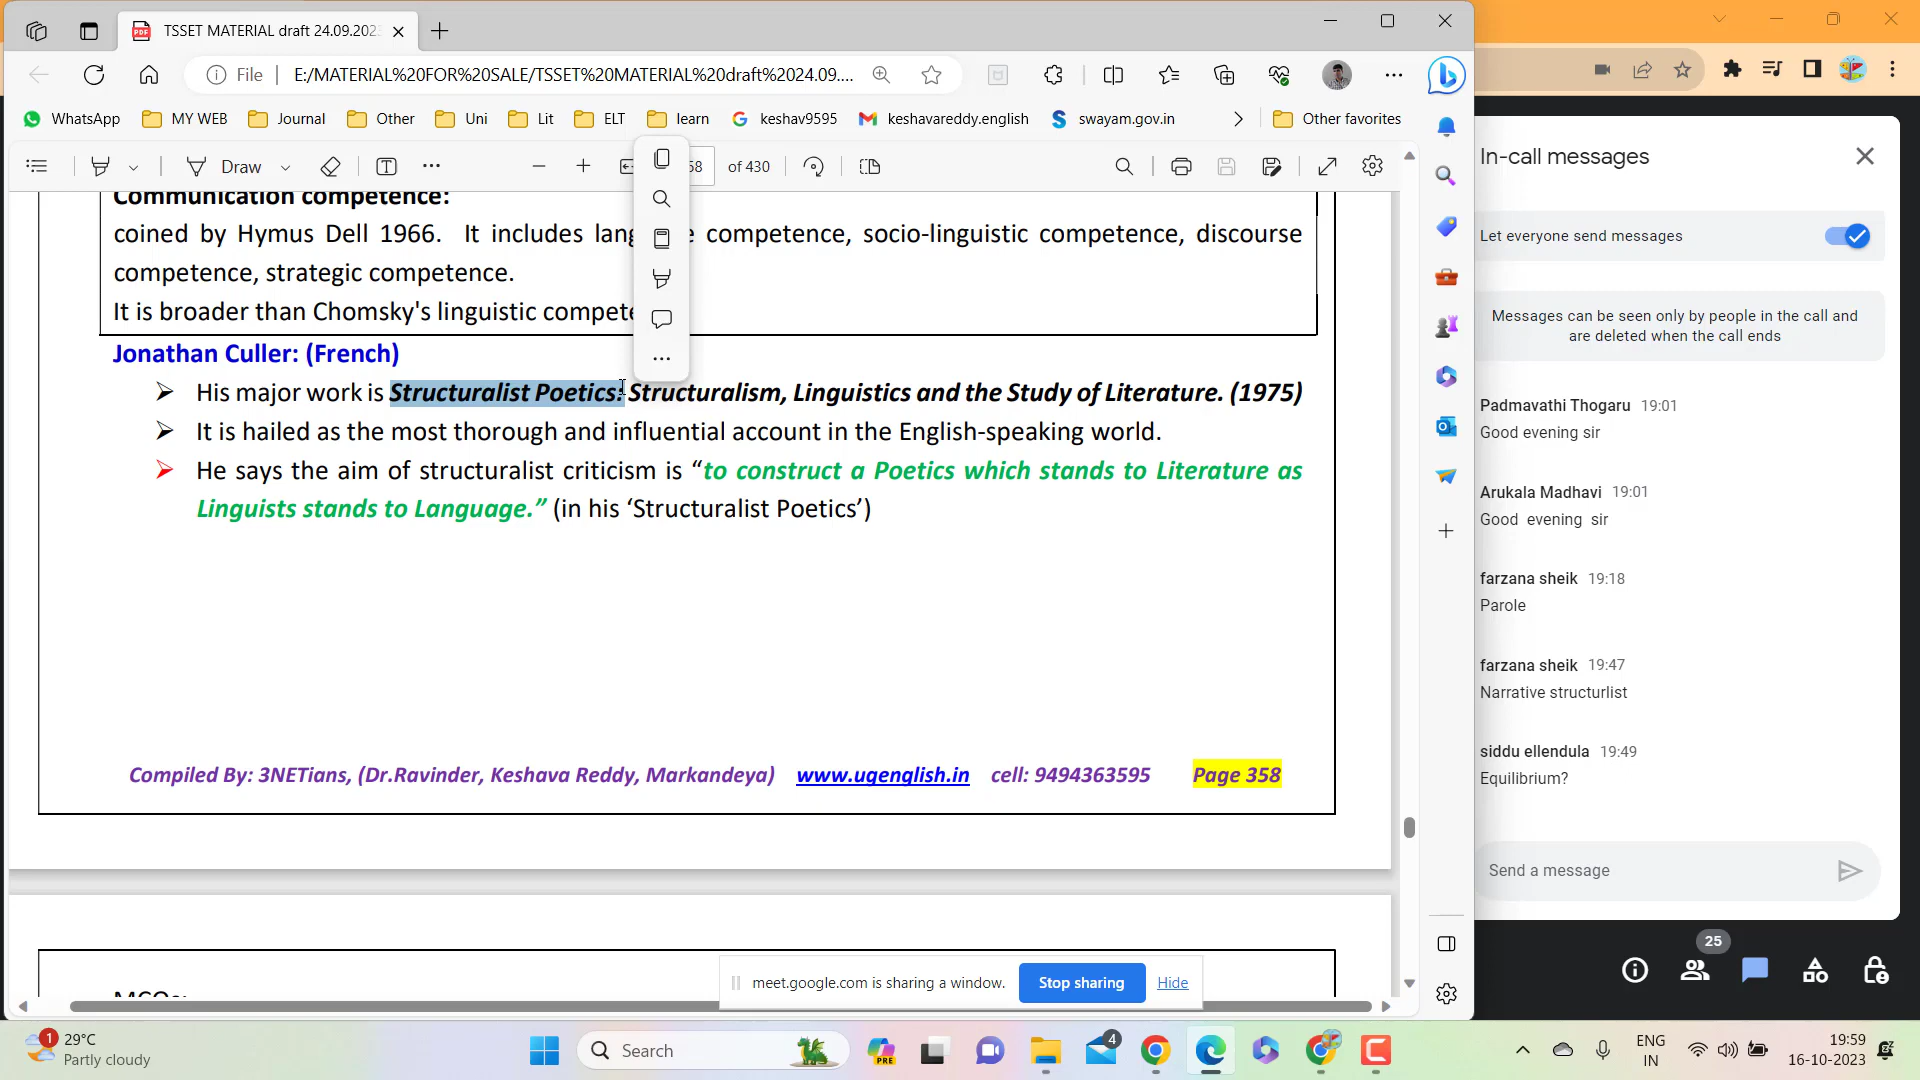 TSSET MATERIAL draft 24.09.202
File
E:/MATERIAL%20FOR%20SALE/TSSET%20MATERIAL%20draft%2024.09....
WhatsApp
MY WEB
Journal
Other
Uni
Lit
ELT
learn
keshav9595
keshavareddy.english
swayam.gov.in
Other favorites
Draw
58
of 430
Communication competence:
coined by Hymus Dell 1966. It includes lang e competence, socio-linguistic competence, discourse
competence, strategic competence.
It is broader than Chomsky's linguistic compete
Jonathan Culler: (French)
His major work is Structuralist Poetics: Structuralism, Linguistics and the Study of Literature. (1975)
It is hailed as the most thorough and influential account in the English-speaking world.
He says the aim of structuralist criticism is “to construct a Poetics which stands to Literature as
Linguists stands to Language.” (in his ‘Structuralist Poetics’)
Compiled By: 3NETians, (Dr.Ravinder, Keshava Reddy, Markandeya) www.ugenglish.in cell: 9494363595 Page 358
MCQs:
meet.google.com is sharing a window.
Stop sharing
Hide
In-call messages
Let everyone send messages
Messages can be seen only by people in the call and
are deleted when the call ends
Padmavathi Thogaru 19:01
Good evening sir
Arukala Madhavi 19:01
Good evening sir
farzana sheik 19:18
Parole
farzana sheik 19:47
Narrative structurlist
siddu ellendula 19:49
Equilibrium?
Send a message
25
1
29°C
Partly cloudy
Search
PRE
4
ENG
IN
19:59
16-10-2023